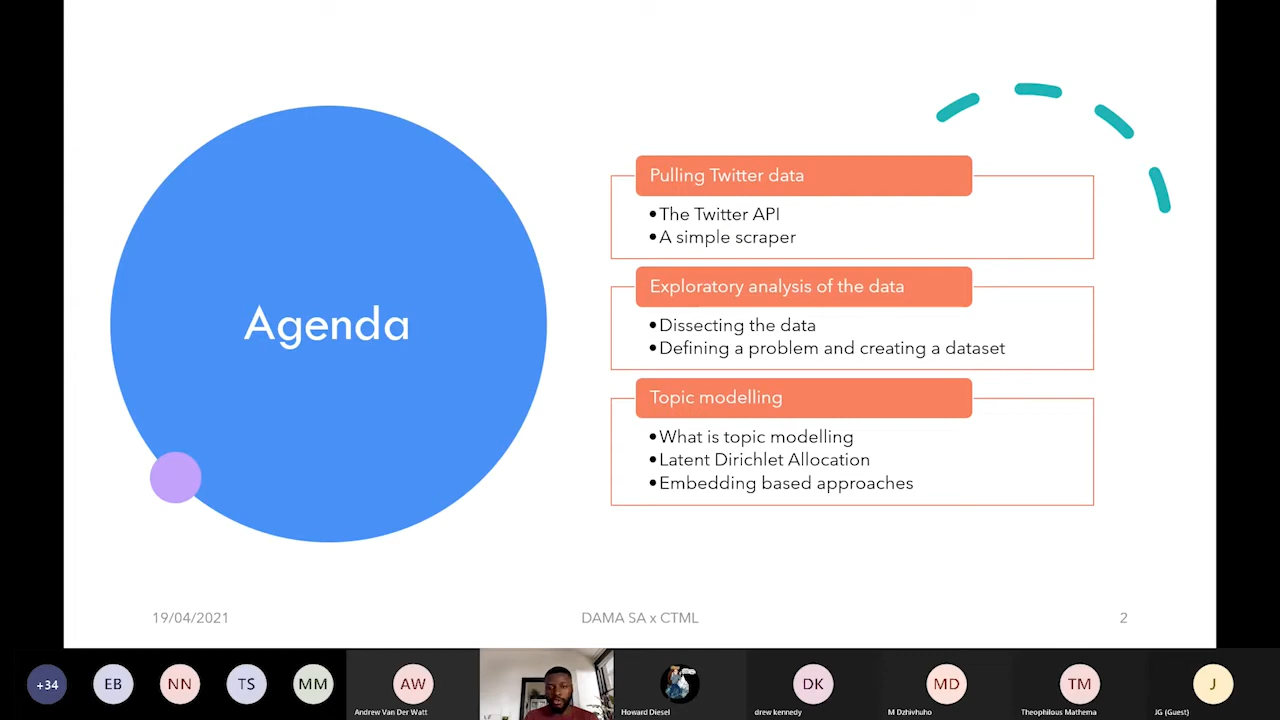 Agenda
Pulling Twitter data
•The Twitter API
•A simple scraper
Exploratory analysis of the data
•Dissecting the data
•Defining a problem and creating a dataset
Topic modelling
•What is topic modelling
•Latent Dirichlet Allocation
•Embedding based approaches
19/04/2021
DAMA SA x CTML
2
+34
EB
NN
TS
MM
AW
DK
MD
TM
J
Andrew Van Der Watt
Howard Diesel
drew kennedy
M Dzhivhuho
Theophilous Mathema
JG (Guest)